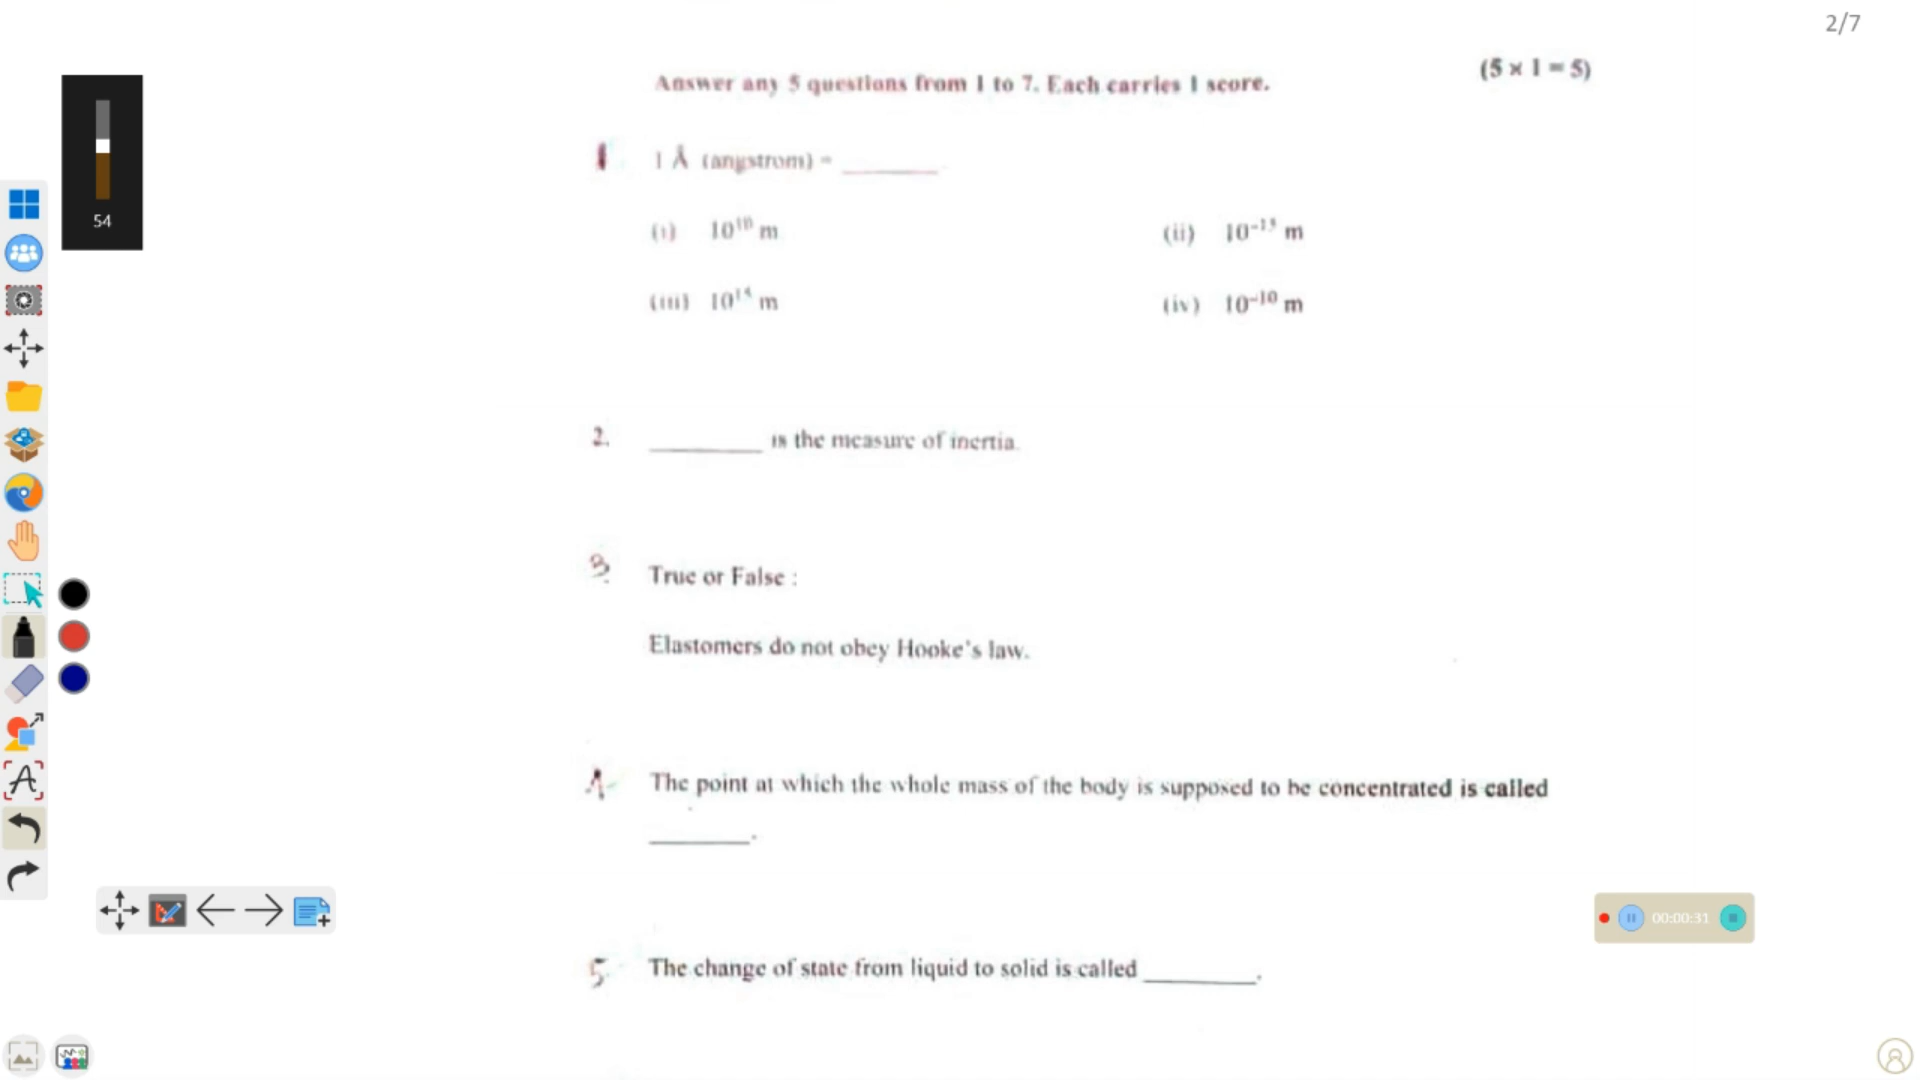 2/7
(5 × 1 = 5)
Answer any 5 questions from 1 to 7. Each carries 1 score.
1 1 Å (angstrom) = ______
(i) 10¹⁰ m (ii) 10⁻¹⁵ m
(iii) 10¹⁵ m (iv) 10⁻¹⁰ m
54
2. ______ is the measure of inertia.
3 True or False :
Elastomers do not obey Hooke's law.
4 The point at which the whole mass of the body is supposed to be concentrated is called
______.
00:00:31
5 The change of state from liquid to solid is called ______.